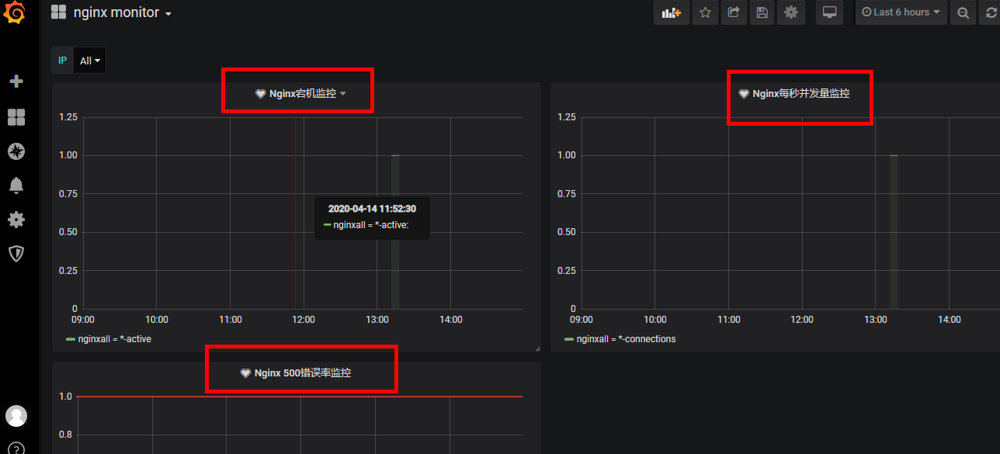 nginx monitor
Last 6 hours
IP All
Nginx宕机监控
1.25
1.00
0.75
0.50
0.25
0
09:00 10:00 11:00 12:00 13:00 14:00
2020-04-14 11:52:30
nginxall = *-active:
nginxall = *-active
Nginx每秒并发量监控
1.25
1.00
0.75
0.50
0.25
0
09:00 10:00 11:00 12:00 13:00 14:00
nginxall = *-connections
Nginx 500错误率监控
1.0
0.8